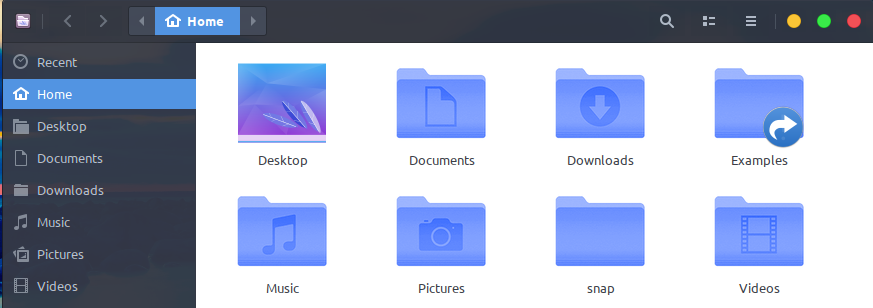 Home
Recent
Home
Desktop
Documents
Downloads
Music
Pictures
Videos
Desktop
Documents
Downloads
Examples
Music
Pictures
snap
Videos